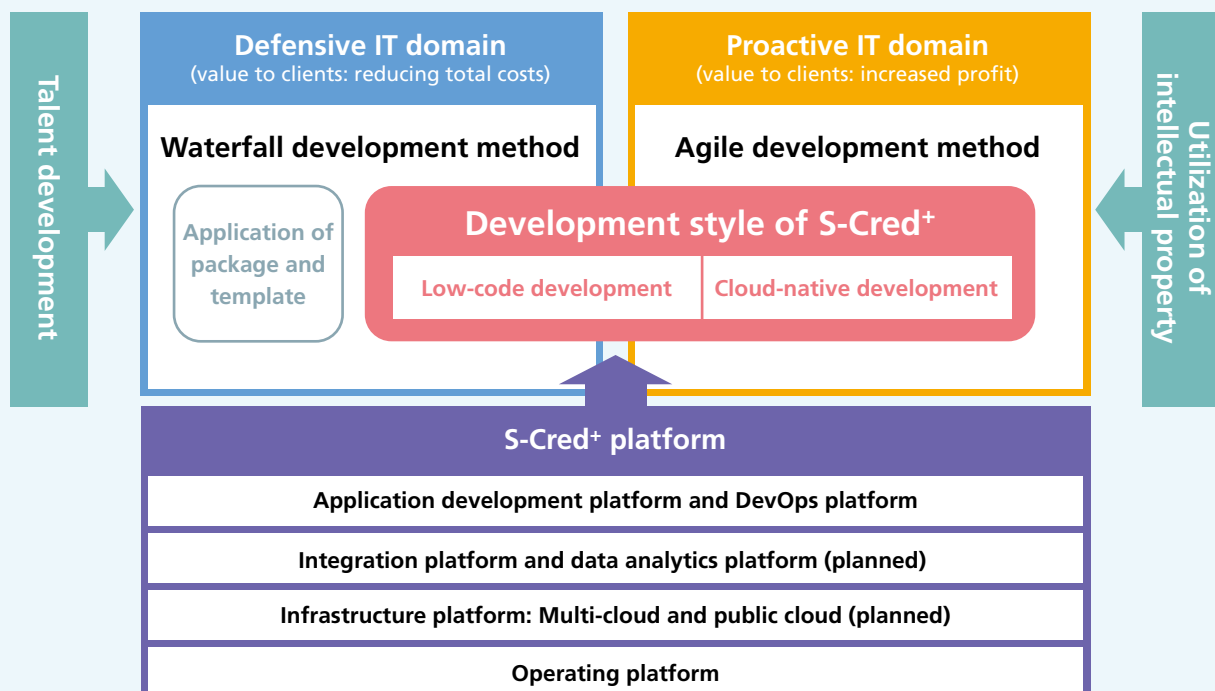 Talent development
Defensive IT domain
(value to clients: reducing total costs)
Proactive IT domain
(value to clients: increased profit)
Utilization of
intellectual property
Waterfall development method
Agile development method
Application of
package and
template
Development style of S-Cred⁺
Low-code development
Cloud-native development
S-Cred⁺ platform
Application development platform and DevOps platform
Integration platform and data analytics platform (planned)
Infrastructure platform: Multi-cloud and public cloud (planned)
Operating platform